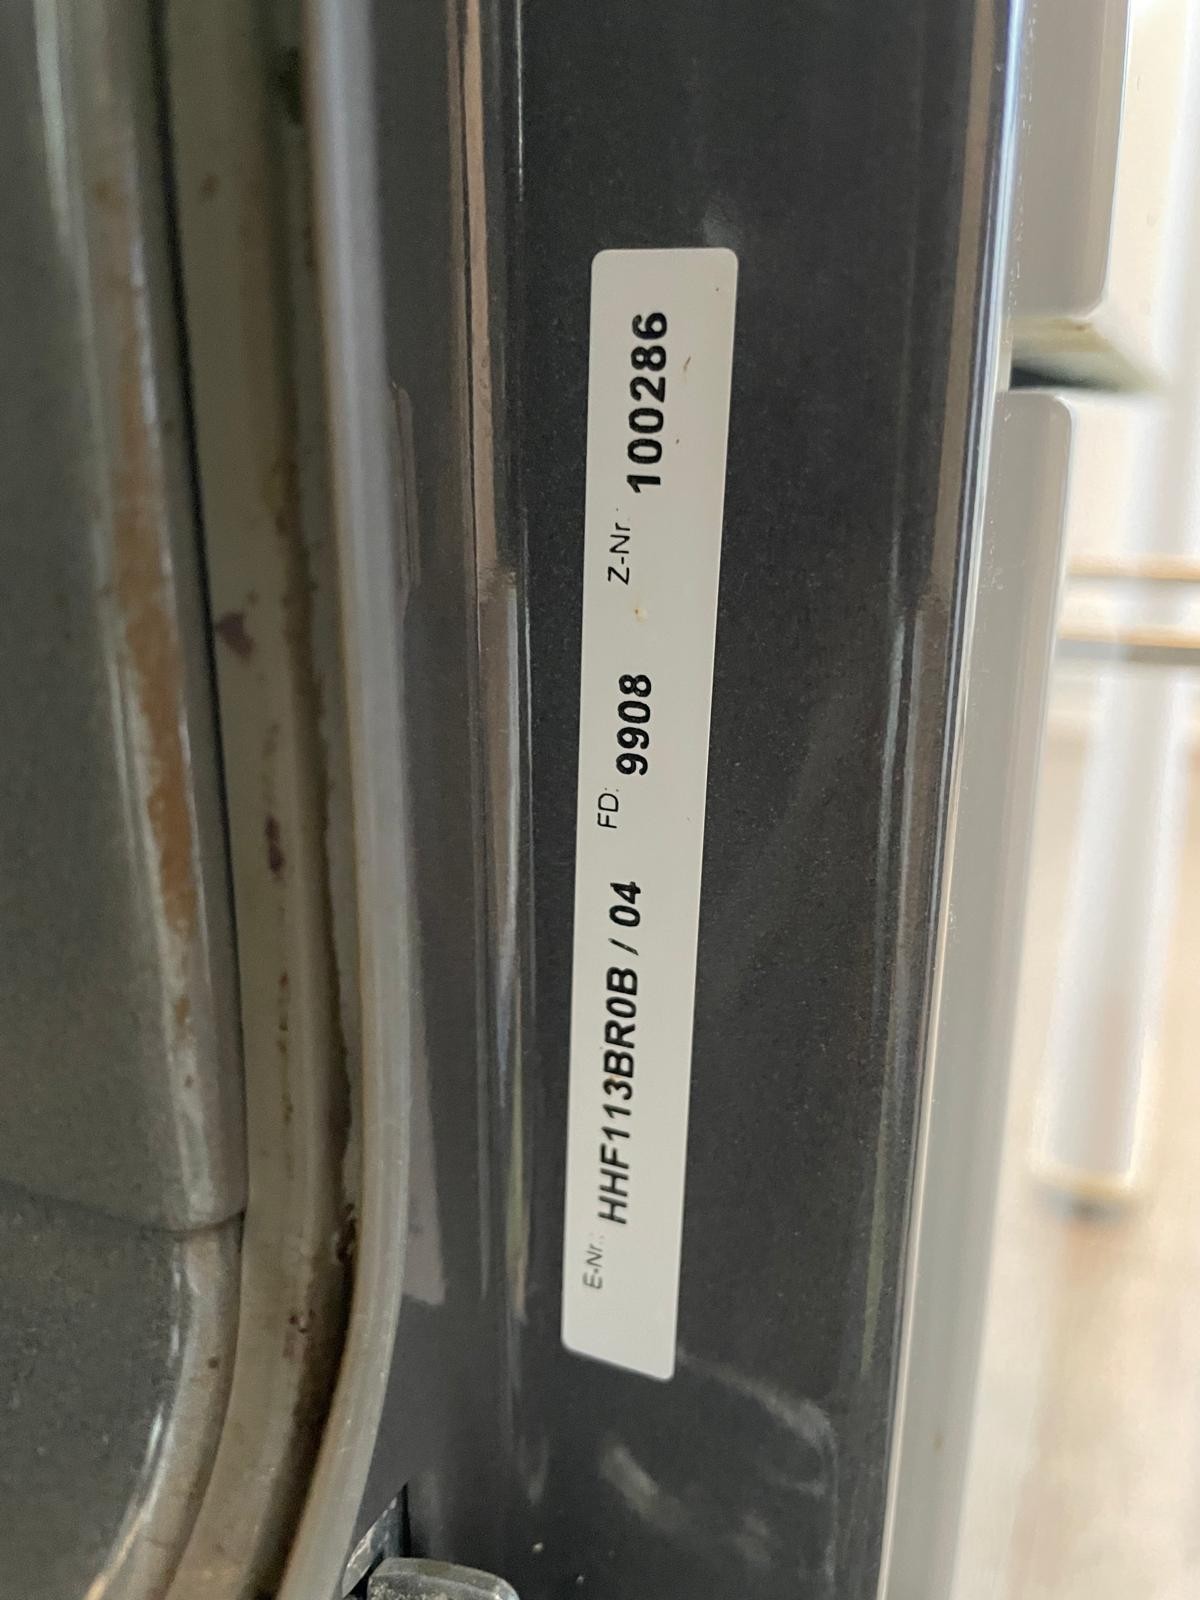 E-Nr.: HHF113BR0B / 04 FD: 9908 Z-Nr.: 100286